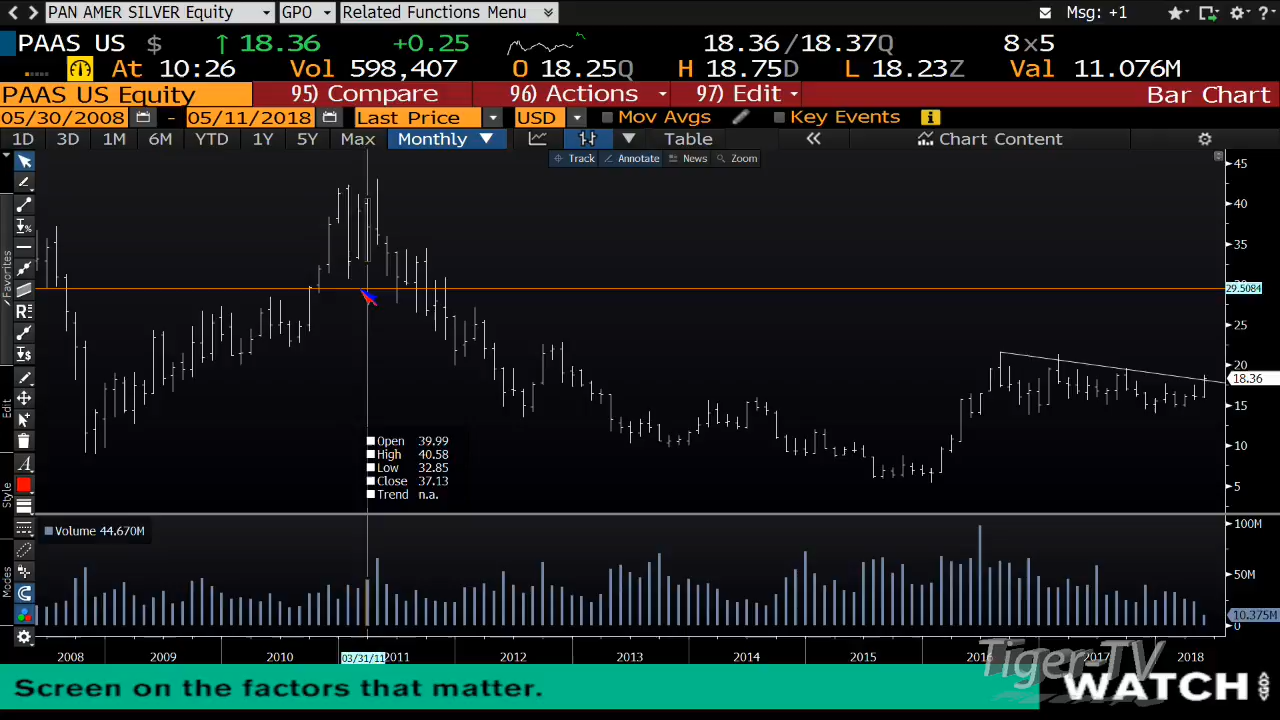 PAN AMER SILVER Equity GPO Related Functions Menu Msg: +1
PAAS US $ ↑ 18.36 +0.25 18.36/18.37Q 8x5
At 10:26 Vol 598,407 O 18.25Q H 18.75D L 18.23Z Val 11.076M
PAAS US Equity 95) Compare 96) Actions 97) Edit Bar Chart
05/30/2008 - 05/11/2018 Last Price USD Mov Avgs Key Events
1D 3D 1M 6M YTD 1Y 5Y Max Monthly ▼ Table « Chart Content
Track Annotate News Zoom
Favorites
Edit
Style
Modes
45
40
35
29.5084
25
20
18.36
15
10
5
Open 39.99
High 40.58
Low 32.85
Close 37.13
Trend n.a.
Volume 44.670M
100M
50M
10.375M
0
2008 2009 2010 03/31/11 2011 2012 2013 2014 2015 2016 2017 2018
Tiger-TV
Screen on the factors that matter.
WATCH